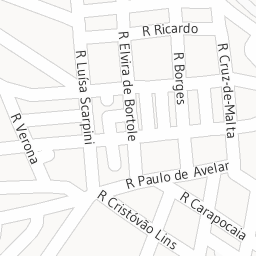 R Ricardo
R Luísa Scarpini
R Elvira de Bortole
R Borges
R Cruz-de-Malta
R Verona
R Paulo de Avelar
R Cristóvão Lins
R Carapocaia